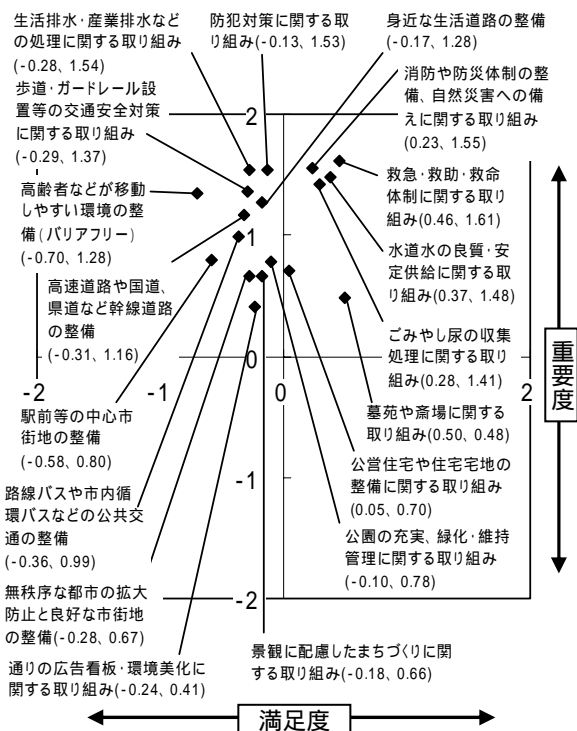 生活排水・産業排水など
の処理に関する取り組み
(-0.28、1.54)
防犯対策に関する取
り組み(-0.13、1.53)
身近な生活道路の整備
(-0.17、1.28)
歩道・ガードレール設
置等の交通安全対策
に関する取り組み
(-0.29、1.37)
消防や防災体制の整
備、自然災害への備
えに関する取り組み
(0.23、1.55)
高齢者などが移動
しやすい環境の整
備(バリアフリー)
(-0.70、1.28)
救急・救助・救命
体制に関する取り
組み(0.46、1.61)
高速道路や国道、
県道など幹線道路
の整備
(-0.31、1.16)
水道水の良質・安
定供給に関する取
り組み(0.37、1.48)
ごみやし尿の収集
処理に関する取り
組み(0.28、1.41)
駅前等の中心市
街地の整備
(-0.58、0.80)
墓苑や斎場に関する
取り組み(0.50、0.48)
公営住宅や住宅宅地の
整備に関する取り組み
(0.05、0.70)
路線バスや市内循
環バスなどの公共交
通の整備
(-0.36、0.99)
公園の充実、緑化・維持
管理に関する取り組み
(-0.10、0.78)
無秩序な都市の拡大
防止と良好な市街地
の整備(-0.28、0.67)
景観に配慮したまちづくりに関
する取り組み(-0.18、0.66)
通りの広告看板・環境美化に
関する取り組み(-0.24、0.41)
2
1
0
-1
-2
-2
-1
0
1
2
重要度
満足度